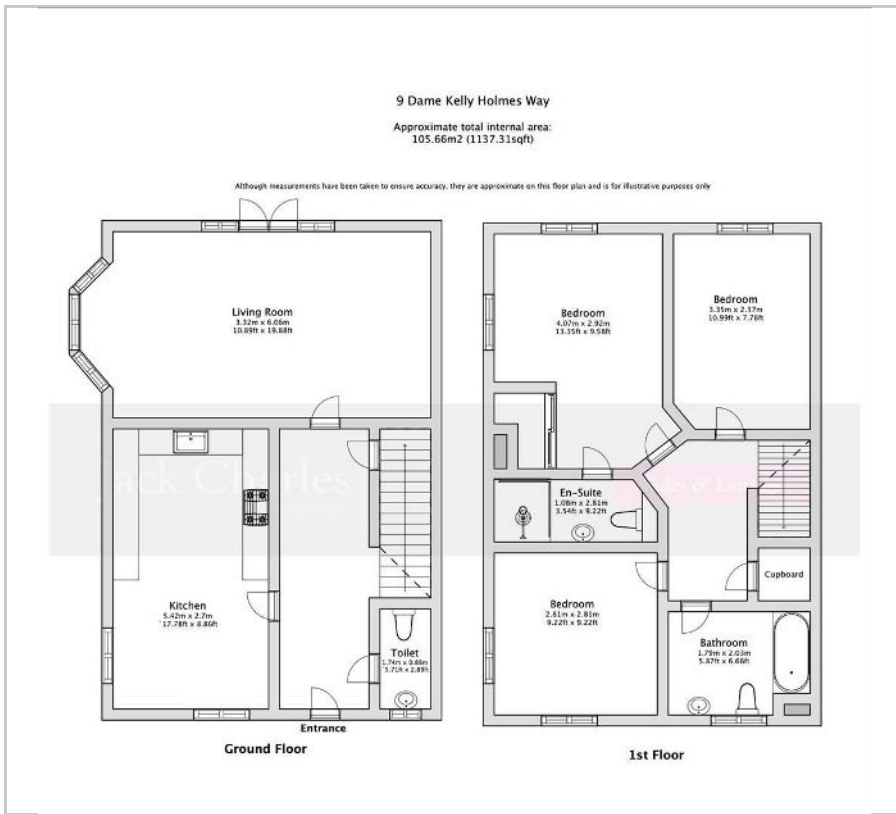 9 Dame Kelly Holmes Way
Approximate total internal area:
105.66m2 (1137.31sqft)
Although measurements have been taken to ensure accuracy, they are approximate on this floor plan and is for illustrative purposes only
Living Room
3.32m x 6.06m
10.89ft x 19.88ft
Kitchen
5.42m x 2.7m
17.78ft x 8.86ft
Toilet
1.74m x 0.88m
5.71ft x 2.89ft
Entrance
Ground Floor
Bedroom
4.07m x 2.92m
13.35ft x 9.58ft
Bedroom
3.35m x 2.37m
10.99ft x 7.78ft
En-Suite
1.08m x 2.81m
3.54ft x 9.22ft
Bedroom
2.81m x 2.81m
9.22ft x 9.22ft
Cupboard
Bathroom
1.79m x 2.03m
5.87ft x 6.66ft
1st Floor
Jack Charles
Sales &